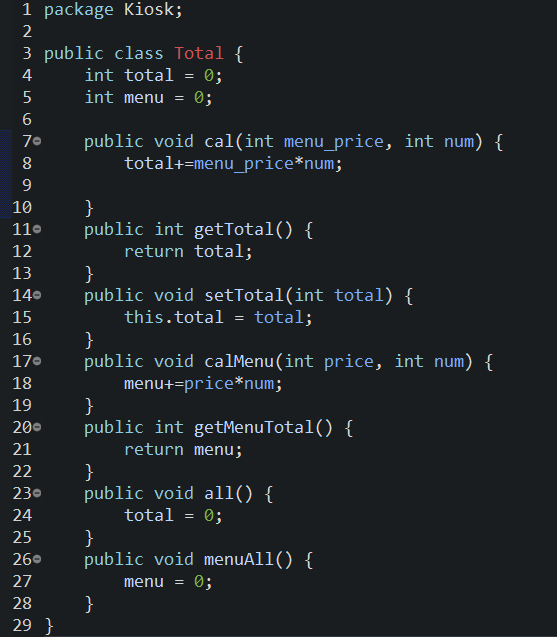 1 package Kiosk;
2
3 public class Total {
4     int total = 0;
5     int menu = 0;
6
7     public void cal(int menu_price, int num) {
8         total+=menu_price*num;
9
10     }
11     public int getTotal() {
12         return total;
13     }
14     public void setTotal(int total) {
15         this.total = total;
16     }
17     public void calMenu(int price, int num) {
18         menu+=price*num;
19     }
20     public int getMenuTotal() {
21         return menu;
22     }
23     public void all() {
24         total = 0;
25     }
26     public void menuAll() {
27         menu = 0;
28     }
29 }